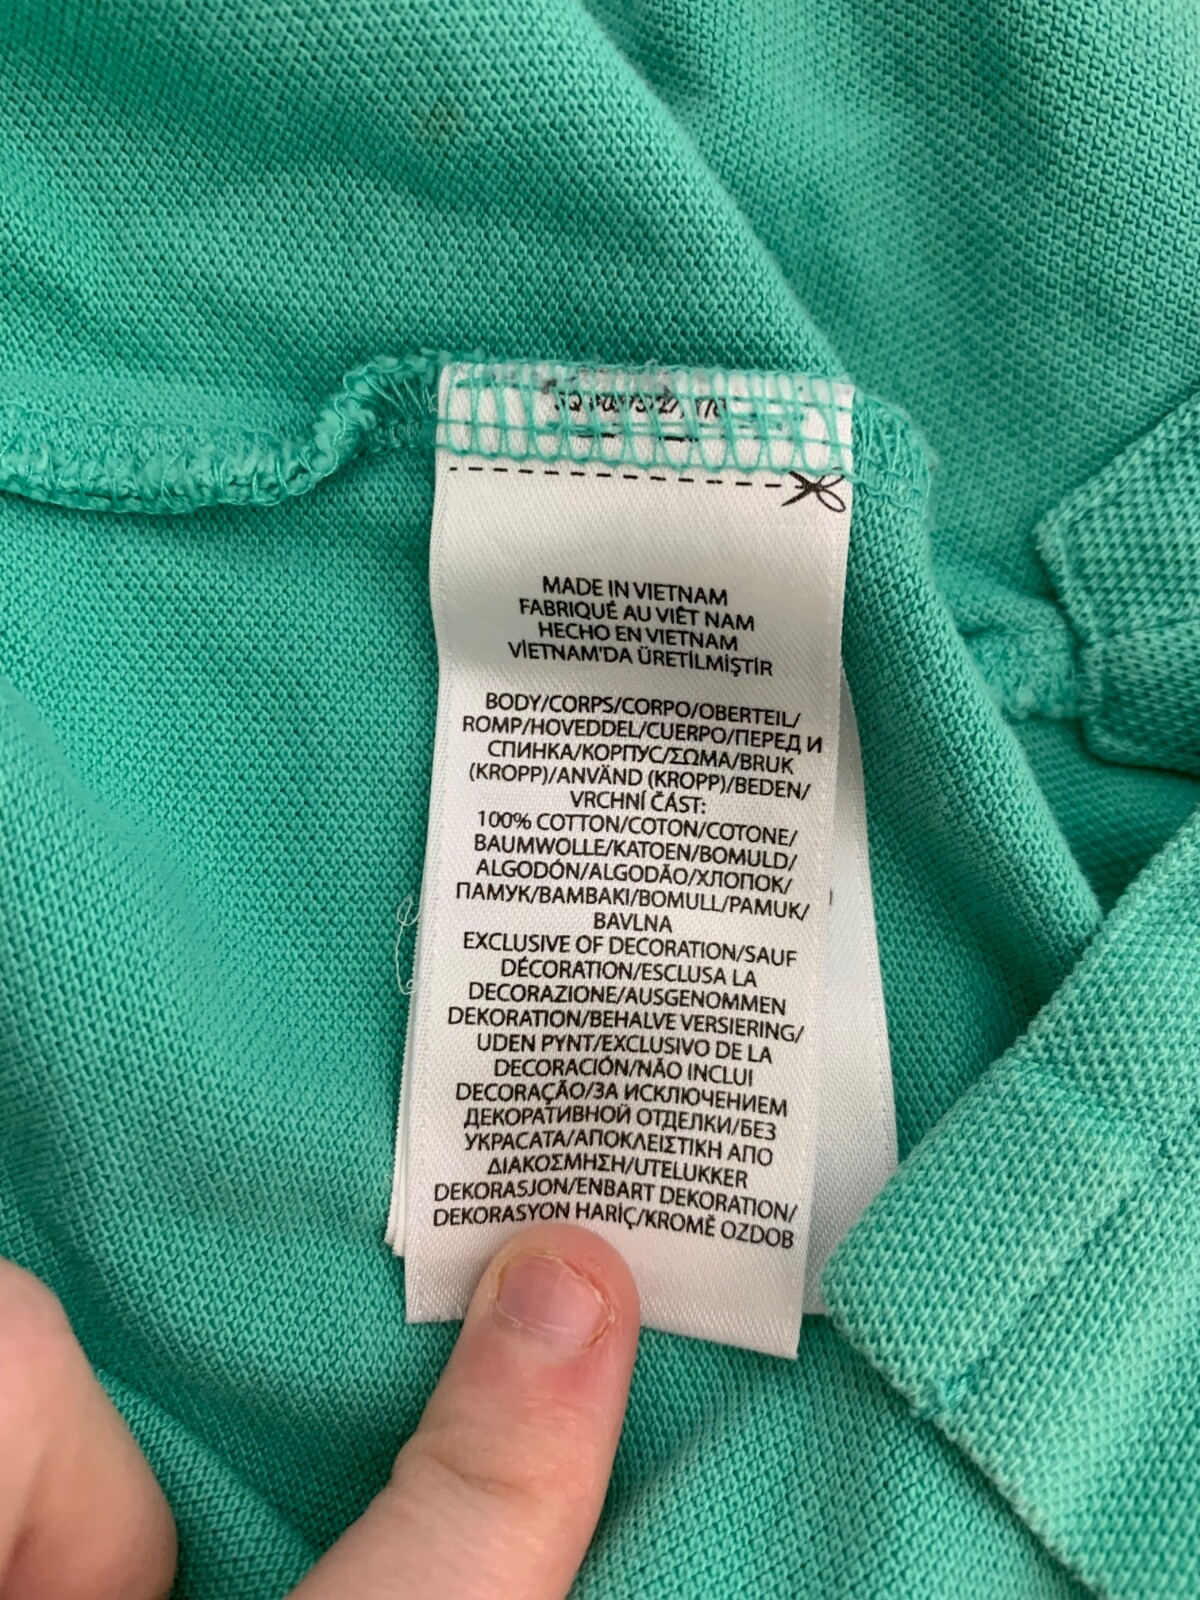 MADE IN VIETNAM
FABRIQUÉ AU VIÊT NAM
HECHO EN VIETNAM
VİETNAM'DA ÜRETİLMİŞTİR
BODY/CORPS/CORPO/OBERTEIL/
ROMP/HOVEDDEL/CUERPO/ПЕРЕД И
СПИНКА/КОРПУС/ΣΩΜΑ/BRUK
(KROPP)/ANVÄND (KROPP)/BEDEN/
VRCHNÍ ČÁST:
100% COTTON/COTON/COTONE/
BAUMWOLLE/KATOEN/BOMULD/
ALGODÓN/ALGODÃO/ХЛОПОК/
ПАМУК/ΒΑΜΒΑΚΙ/BOMULL/PAMUK/
BAVLNA
EXCLUSIVE OF DECORATION/SAUF
DÉCORATION/ESCLUSA LA
DECORAZIONE/AUSGENOMMEN
DEKORATION/BEHALVE VERSIERING/
UDEN PYNT/EXCLUSIVO DE LA
DECORACIÓN/NÃO INCLUI
DECORAÇÃO/ЗА ИСКЛЮЧЕНИЕМ
ДЕКОРАТИВНОЙ ОТДЕЛКИ/БЕЗ
УКРАСАТА/ΑΠΟΚΛΕΙΣΤΙΚΗ ΑΠΟ
ΔΙΑΚΟΣΜΗΣΗ/UTELUKKER
DEKORASJON/ENBART DEKORATION/
DEKORASYON HARİÇ/KROMĚ OZDOB